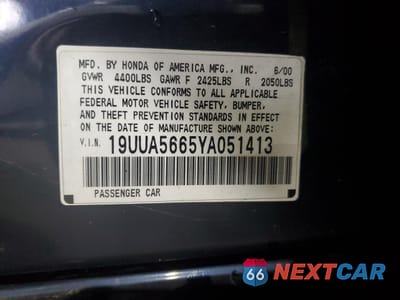 MFD. BY HONDA OF AMERICA MFG., INC. 6/00
GVWR 4400LBS GAWR F 2425LBS R 2050LBS
THIS VEHICLE CONFORMS TO ALL APPLICABLE
FEDERAL MOTOR VEHICLE SAFETY, BUMPER,
AND THEFT PREVENTION STANDARDS IN EFFECT
ON THE DATE OF MANUFACTURE SHOWN ABOVE.
V.I.N. 19UUA5665YA051413
PASSENGER CAR
66 NEXTCAR